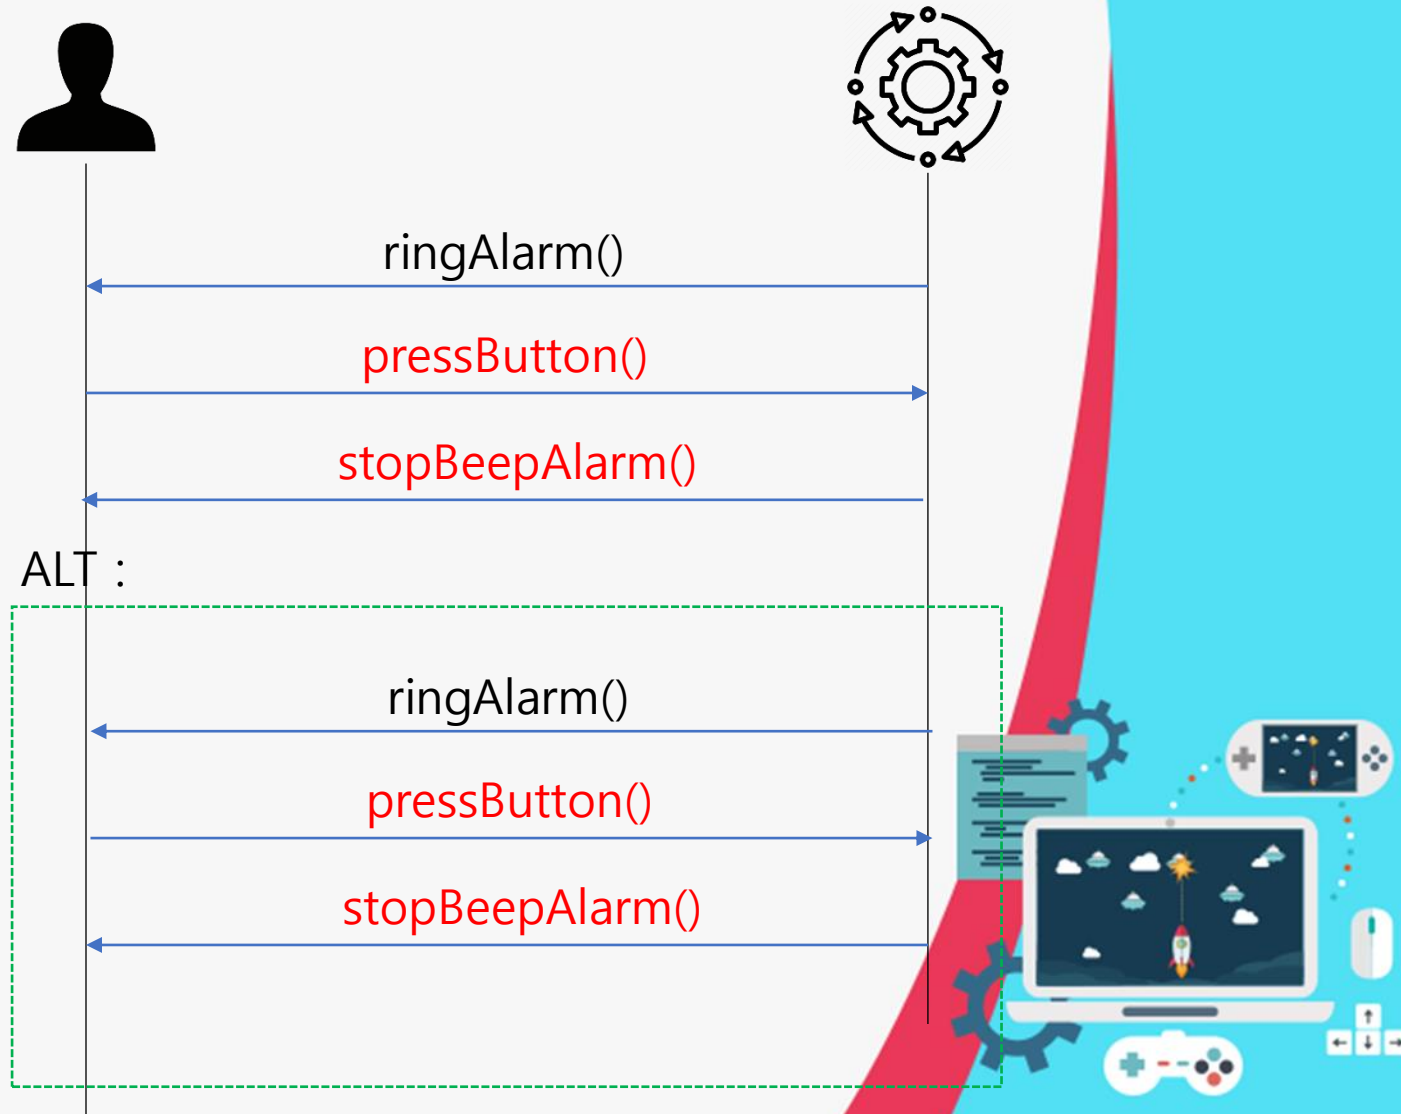 ringAlarm()
pressButton()
stopBeepAlarm()
ALT :
ringAlarm()
pressButton()
stopBeepAlarm()